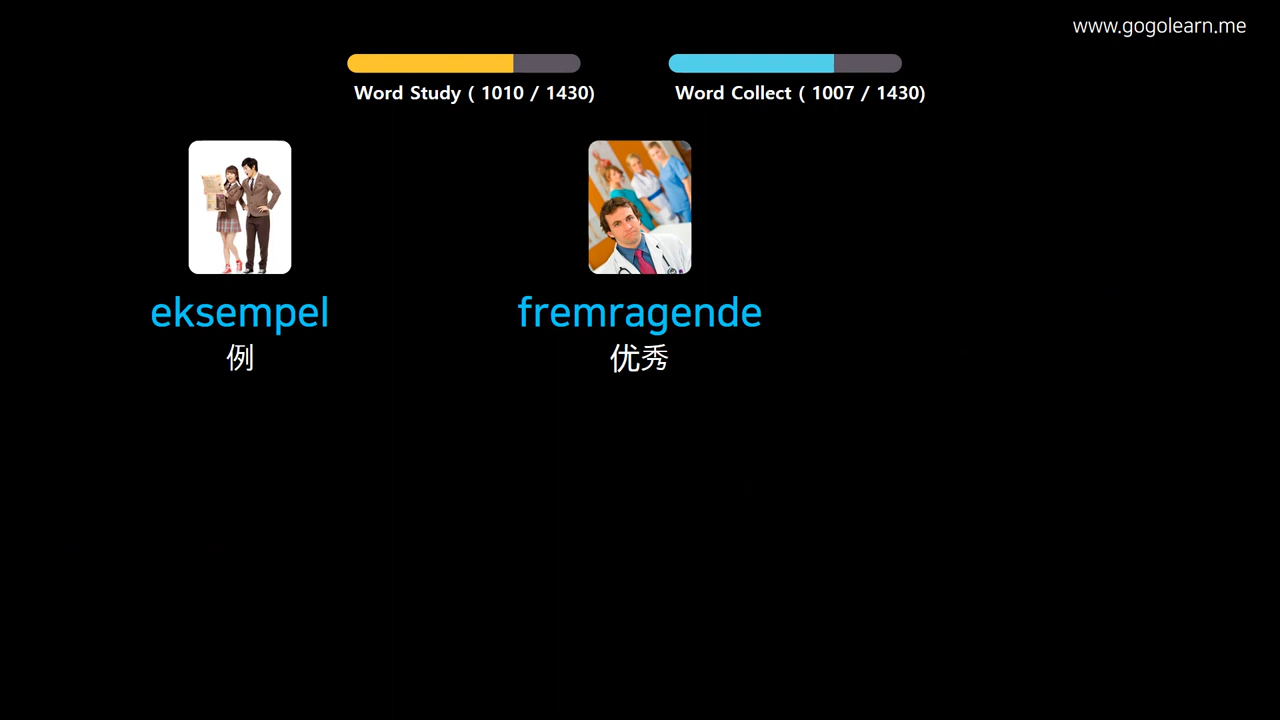 www.gogolearn.me
Word Study ( 1010 / 1430)
Word Collect ( 1007 / 1430)
eksempel
fremragende
例
优秀